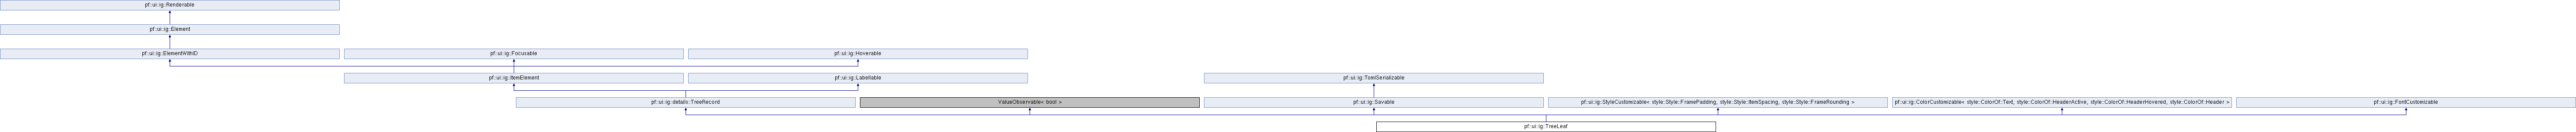 pf::ui::ig::Renderable
pf::ui::ig::Element
pf::ui::ig::ElementWithID
pf::ui::ig::Focusable
pf::ui::ig::Hoverable
pf::ui::ig::ItemElement
pf::ui::ig::Labellable
pf::ui::ig::TomlSerializable
pf::ui::ig::details::TreeRecord
ValueObservable< bool >
pf::ui::ig::Savable
pf::ui::ig::StyleCustomizable< style::Style::FramePadding, style::Style::ItemSpacing, style::Style::FrameRounding >
pf::ui::ig::ColorCustomizable< style::ColorOf::Text, style::ColorOf::HeaderActive, style::ColorOf::HeaderHovered, style::ColorOf::Header >
pf::ui::ig::FontCustomizable
pf::ui::ig::TreeLeaf